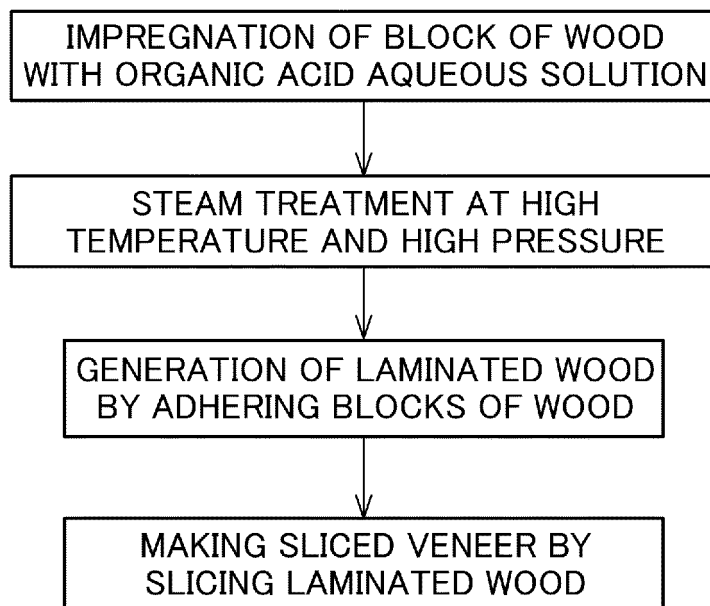 IMPREGNATION OF BLOCK OF WOOD
WITH ORGANIC ACID AQUEOUS SOLUTION
STEAM TREATMENT AT HIGH
TEMPERATURE AND HIGH PRESSURE
GENERATION OF LAMINATED WOOD
BY ADHERING BLOCKS OF WOOD
MAKING SLICED VENEER BY
SLICING LAMINATED WOOD